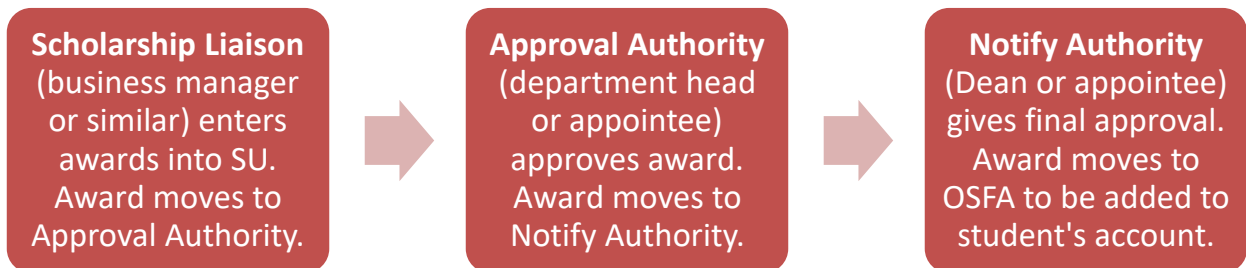 Scholarship Liaison
(business manager
or similar) enters
awards into SU.
Award moves to
Approval Authority.
Approval Authority
(department head
or appointee)
approves award.
Award moves to
Notify Authority.
Notify Authority
(Dean or appointee)
gives final approval.
Award moves to
OSFA to be added to
student's account.